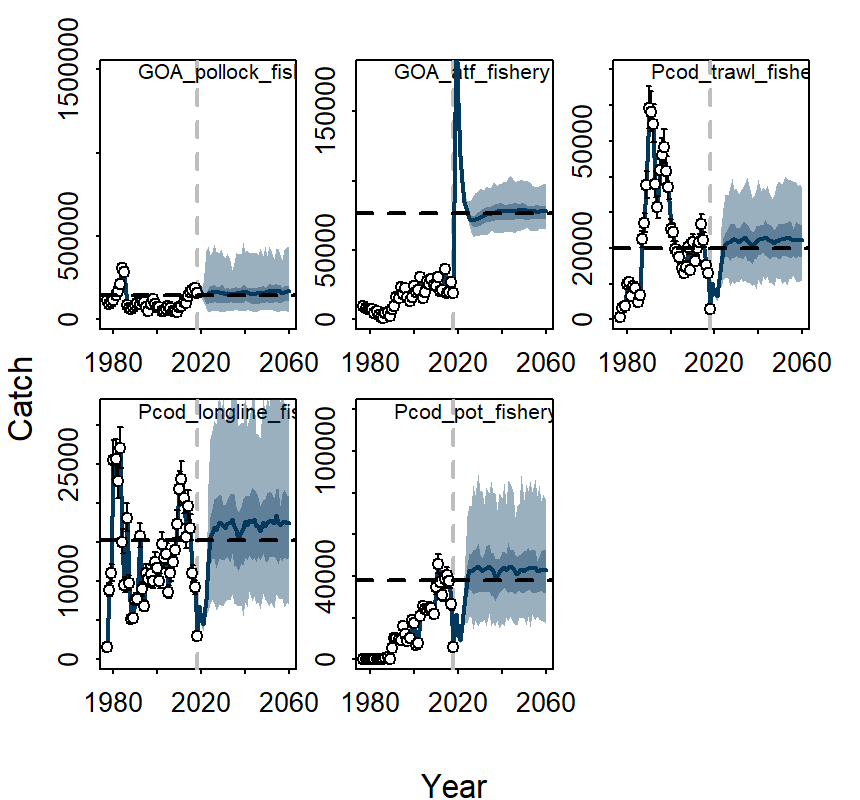 GOA_pollock_fish
GOA_atf_fishery
Pcod_trawl_fishe
1500000
500000
0
150000
50000
0
50000
20000
0
1980 2020 2060
1980 2020 2060
1980 2020 2060
Catch
Pcod_longline_fis
Pcod_pot_fishery
25000
10000
0
100000
40000
0
1980 2020 2060
1980 2020 2060
Year